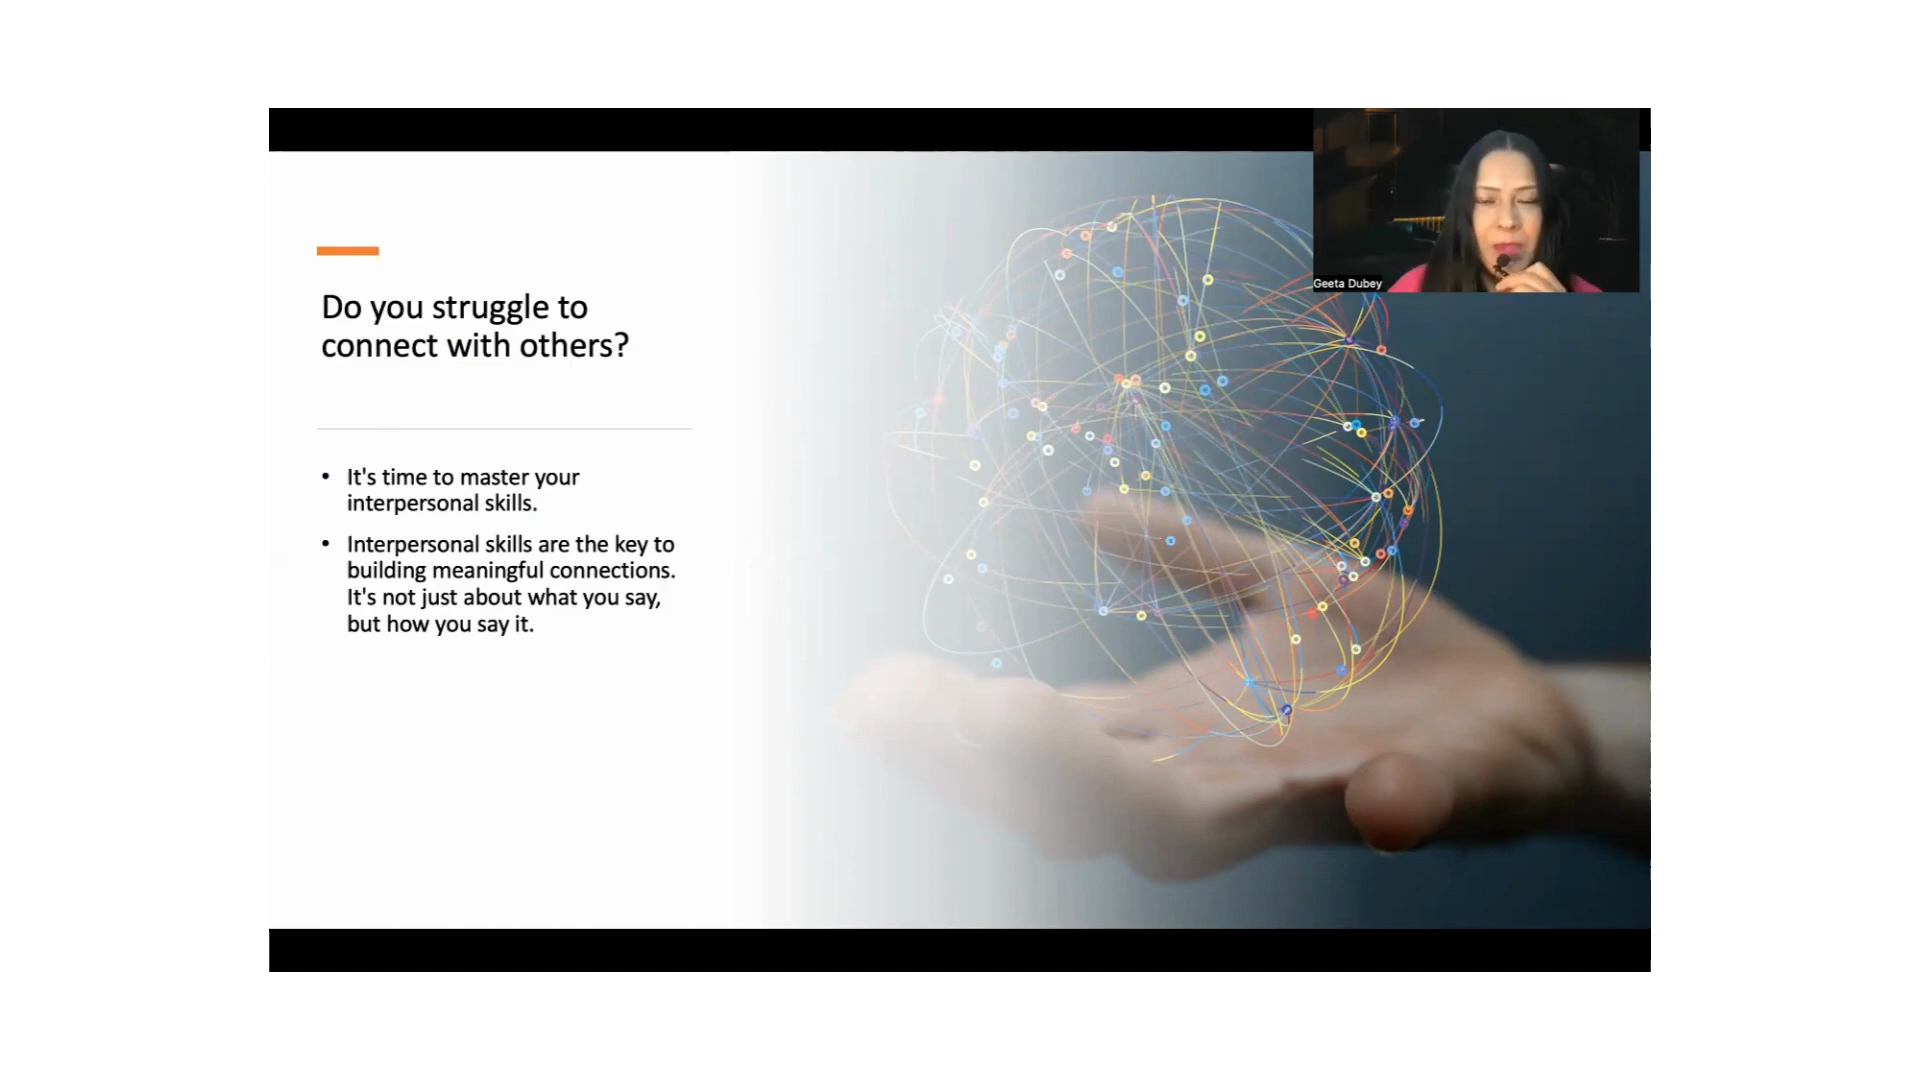 Geeta Dubey
Do you struggle to
connect with others?
• It's time to master your
interpersonal skills.
• Interpersonal skills are the key to
building meaningful connections.
It's not just about what you say,
but how you say it.